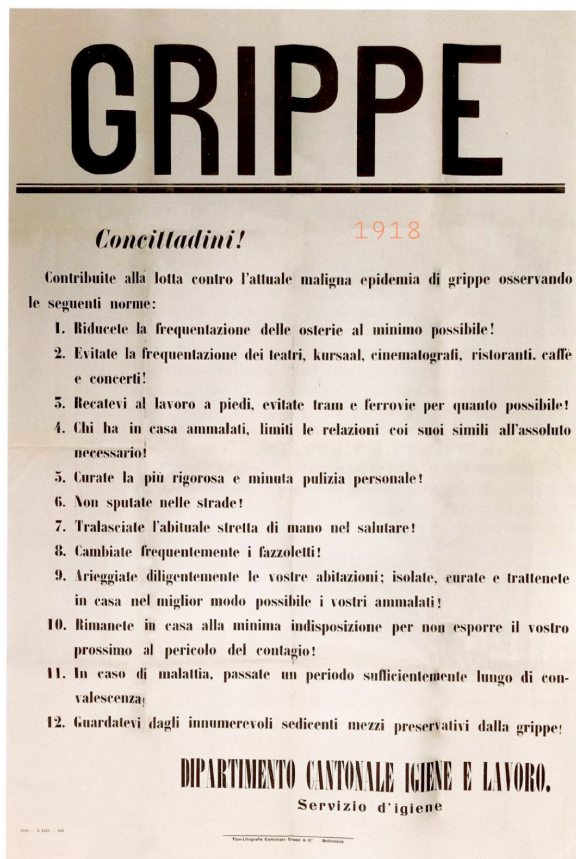 GRIPPE
1918
Concittadini!
Contribuite alla lotta contro l'attuale maligna epidemia di grippe osservando
le seguenti norme:
1. Riducete la frequentazione delle osterie al minimo possibile!
2. Evitate la frequentazione dei teatri, kursaal, cinematografi, ristoranti, caffè
e concerti!
3. Recatevi al lavoro a piedi, evitate tram e ferrovie per quanto possibile!
4. Chi ha in casa ammalati, limiti le relazioni coi suoi simili all'assoluto
necessario!
5. Curate la più rigorosa e minuta pulizia personale!
6. Non sputate nelle strade!
7. Tralasciate l'abituale stretta di mano nel salutare!
8. Cambiate frequentemente i fazzoletti!
9. Arieggiate diligentemente le vostre abitazioni; isolate, curate e trattenete
in casa nel miglior modo possibile i vostri ammalati!
10. Rimanete in casa alla minima indisposizione per non esporre il vostro
prossimo al pericolo del contagio!
11. In caso di malattia, passate un periodo sufficientemente lungo di con-
valescenza!
12. Guardatevi dagli innumerevoli sedicenti mezzi preservativi dalla grippe!
DIPARTIMENTO CANTONALE IGIENE E LAVORO.
Servizio d'igiene
Tipo-Litografia Cantonale Grassi & Cⁱ Bellinzona